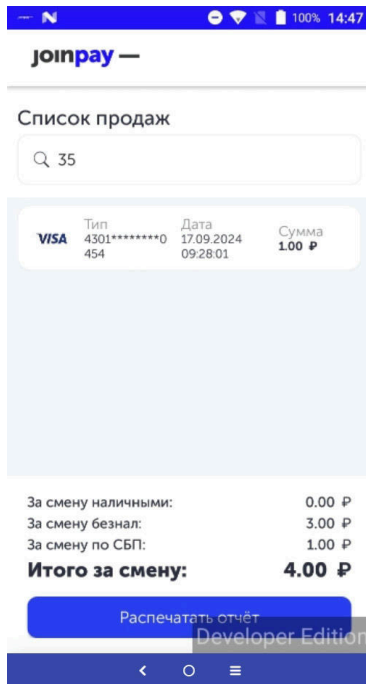 100% 14:47
joinpay —
Список продаж
35
VISA
Тип
4301********0
454
Дата
17.09.2024
09:28:01
Сумма
1.00 ₽
За смену наличными: 0.00 ₽
За смену безнал: 3.00 ₽
За смену по СБП: 1.00 ₽
Итого за смену: 4.00 ₽
Распечатать отчёт
Developer Edition